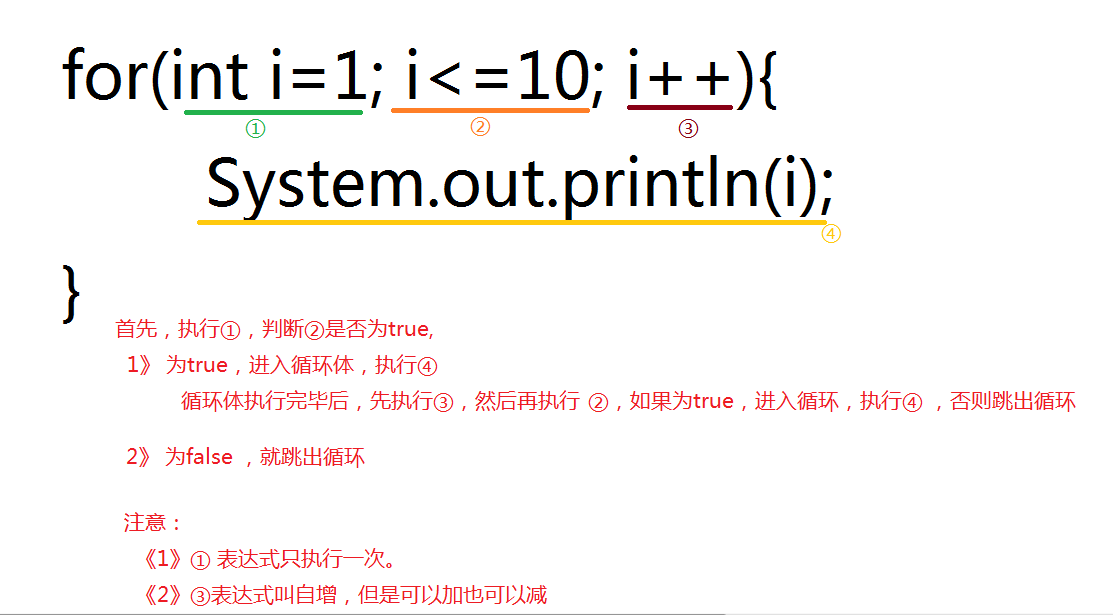 for(int i=1; i<=10; i++){
① ② ③
System.out.println(i);
④
}
首先，执行①，判断②是否为true,
1》 为true，进入循环体，执行④
循环体执行完毕后，先执行③，然后再执行 ②，如果为true，进入循环，执行④ ，否则跳出循环
2》 为false ，就跳出循环
注意：
《1》① 表达式只执行一次。
《2》③表达式叫自增，但是可以加也可以减